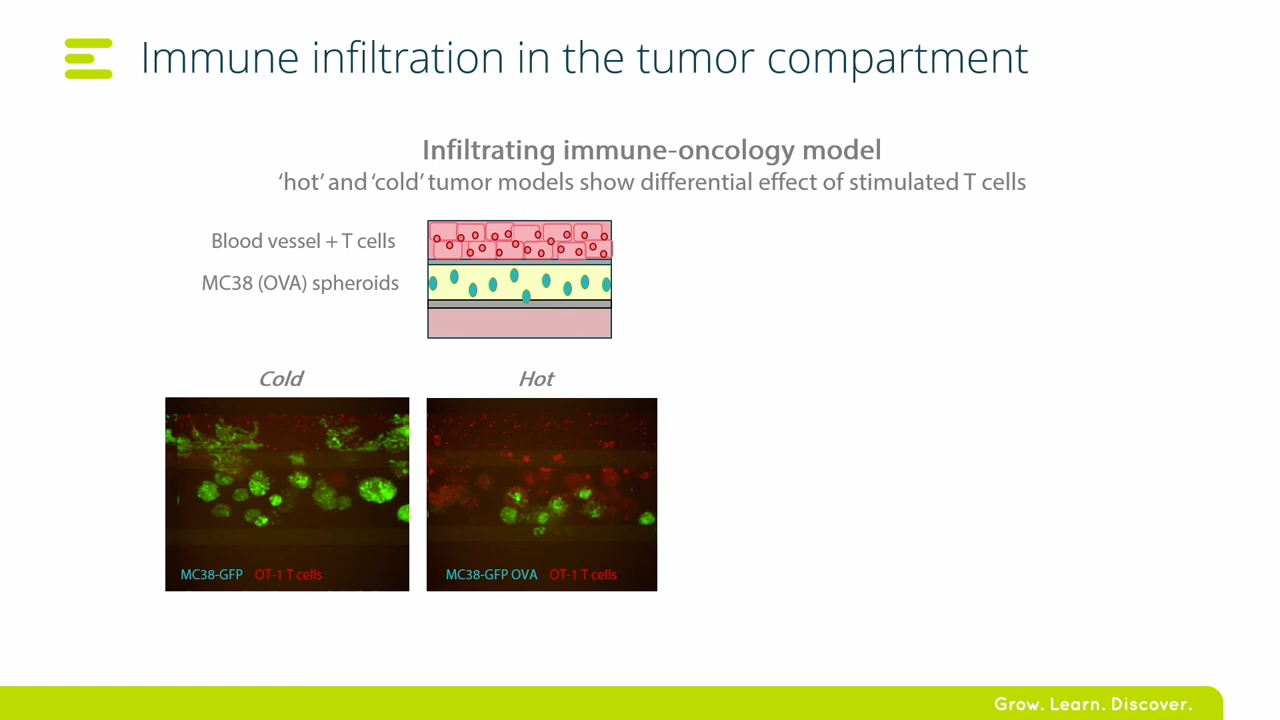 Immune infiltration in the tumor compartment
Infiltrating immune-oncology model
‘hot’ and ‘cold’ tumor models show differential effect of stimulated T cells
Blood vessel + T cells
MC38 (OVA) spheroids
Cold
Hot
MC38-GFP OT-1 T cells
MC38-GFP OVA OT-1 T cells
Grow. Learn. Discover.